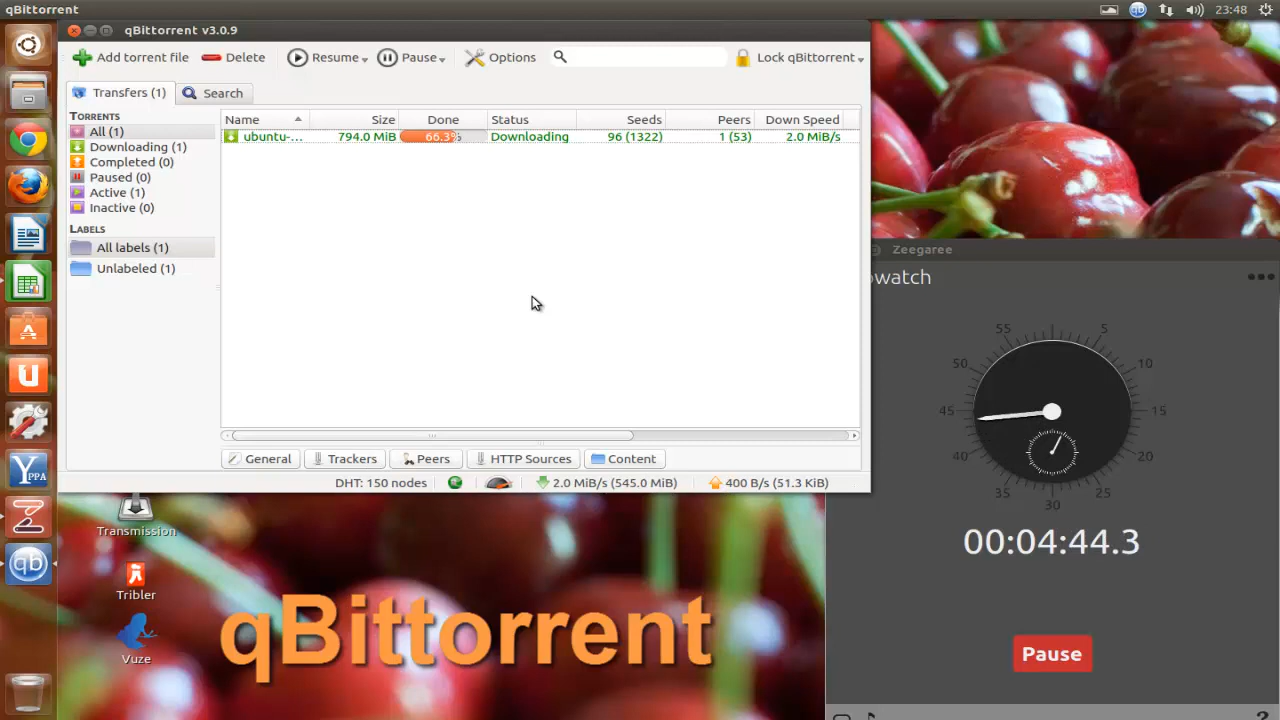 qBittorrent
23:48
qBittorrent v3.0.9
Add torrent file Delete Resume Pause Options Lock qBittorrent
Transfers (1) Search
TORRENTS
All (1)
Downloading (1)
Completed (0)
Paused (0)
Active (1)
Inactive (0)
LABELS
All labels (1)
Unlabeled (1)
Name Size Done Status Seeds Peers Down Speed
ubuntu-... 794.0 MiB 66.3% Downloading 96 (1322) 1 (53) 2.0 MiB/s
General Trackers Peers HTTP Sources Content
DHT: 150 nodes 2.0 MiB/s (545.0 MiB) 400 B/s (51.3 KiB)
Zeegaree
owatch
55 5
50 10
45 15
40 20
35 25
30
00:04:44.3
Pause
Transmission
Tribler
Vuze
qBittorrent
U
YPPA
qb